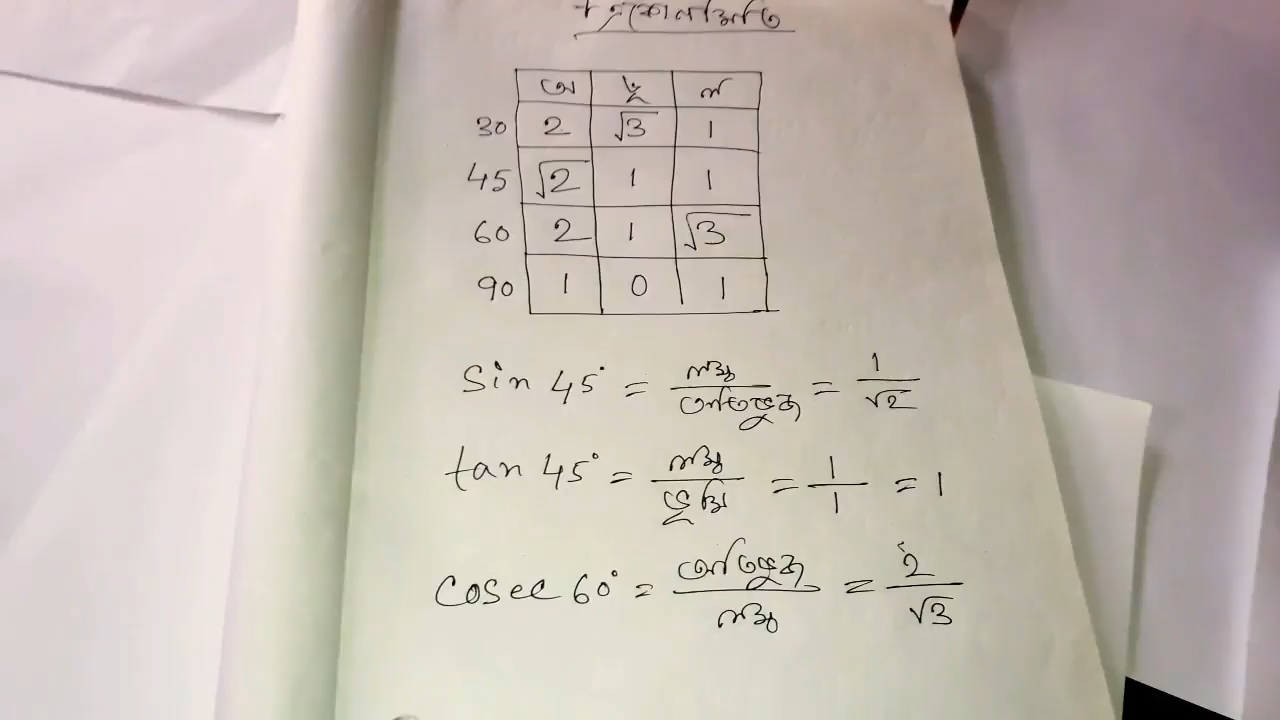 ত্রিকোণমিতি
অ ভূ ল
30 2 √3 1
45 √2 1 1
60 2 1 √3
90 1 0 1
sin 45° = লম্ব/অতিভুজ = 1/√2
tan 45° = লম্ব/ভূমি = 1/1 = 1
cosec 60° = অতিভুজ/লম্ব = 2/√3